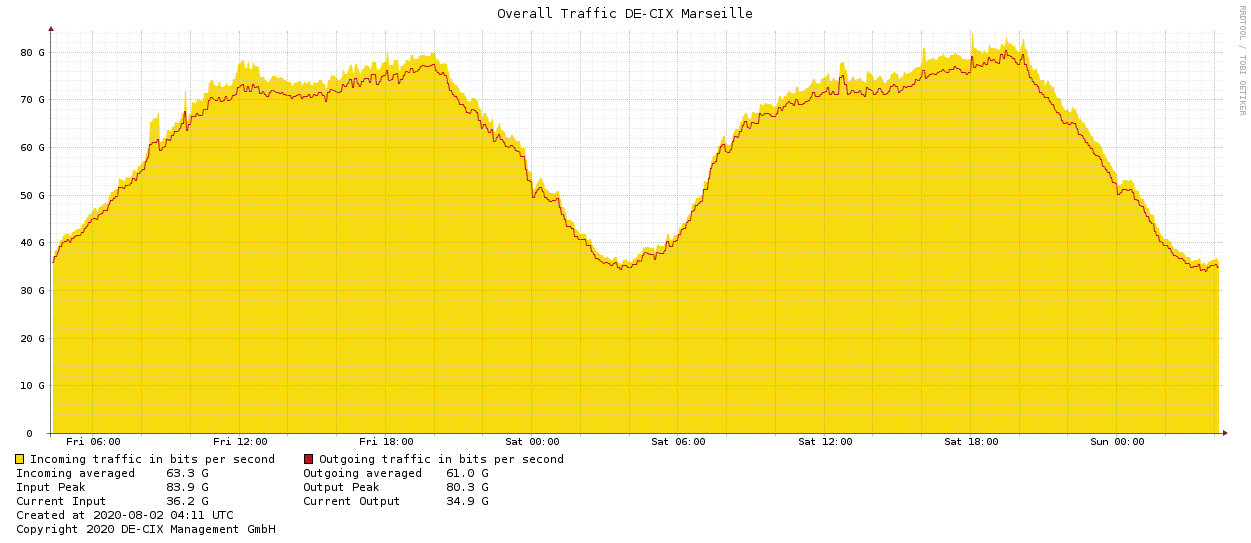 Overall Traffic DE-CIX Marseille
RRDTOOL / TOBI OETIKER
80 G
70 G
60 G
50 G
40 G
30 G
20 G
10 G
0
Fri 06:00 Fri 12:00 Fri 18:00 Sat 00:00 Sat 06:00 Sat 12:00 Sat 18:00 Sun 00:00
Incoming traffic in bits per second Outgoing traffic in bits per second
Incoming averaged 63.3 G Outgoing averaged 61.0 G
Input Peak 83.9 G Output Peak 80.3 G
Current Input 36.2 G Current Output 34.9 G
Created at 2020-08-02 04:11 UTC
Copyright 2020 DE-CIX Management GmbH